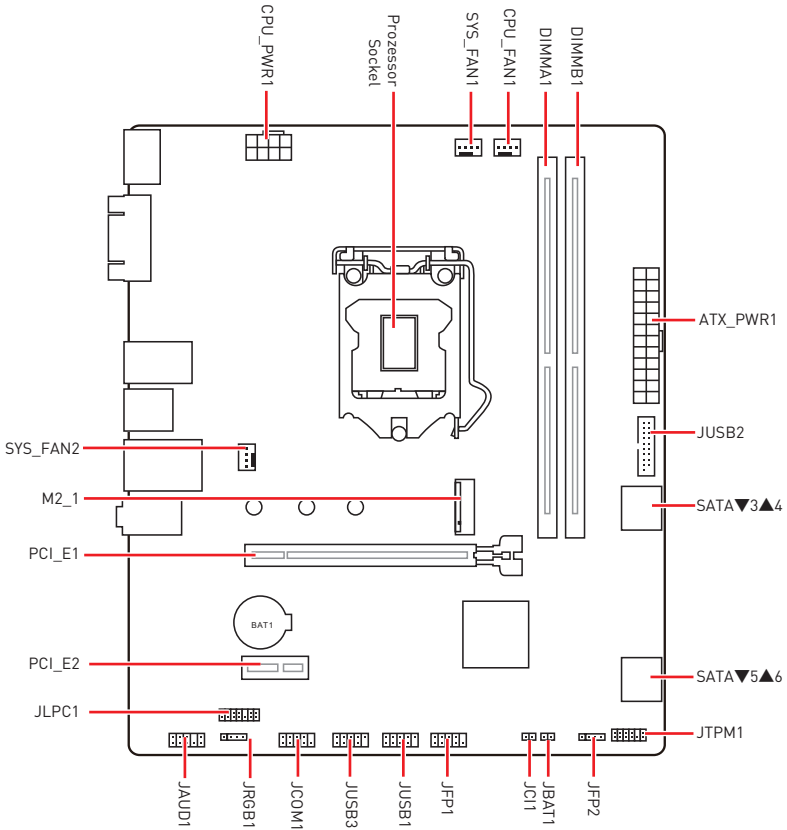 CPU_PWR1
Prozessor
Sockel
SYS_FAN1
CPU_FAN1
DIMMA1
DIMMB1
ATX_PWR1
JUSB2
SYS_FAN2
M2_1
SATA▼3▲4
PCI_E1
BAT1
PCI_E2
SATA▼5▲6
JLPC1
JTPM1
JAUD1
JRGB1
JCOM1
JUSB3
JUSB1
JFP1
JCI1
JBAT1
JFP2